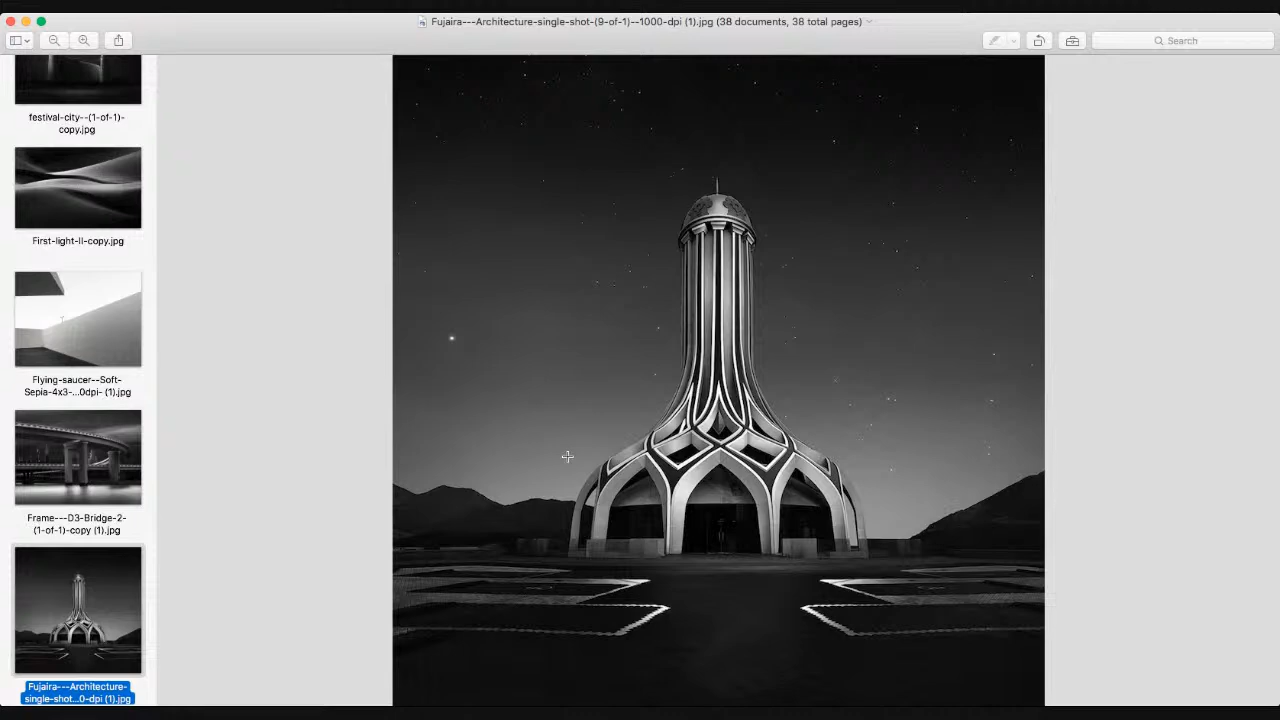 Fujaira---Architecture-single-shot-(9-of-1)--1000-dpi (1).jpg (38 documents, 38 total pages)
Search
festival-city--(1-of-1)-
copy.jpg
First-light-II-copy.jpg
Flying-saucer--Soft-
Sepia-4x3-...0dpi- (1).jpg
Frame---D3-Bridge-2-
(1-of-1)-copy (1).jpg
Fujaira---Architecture-
single-shot...0-dpi (1).jpg